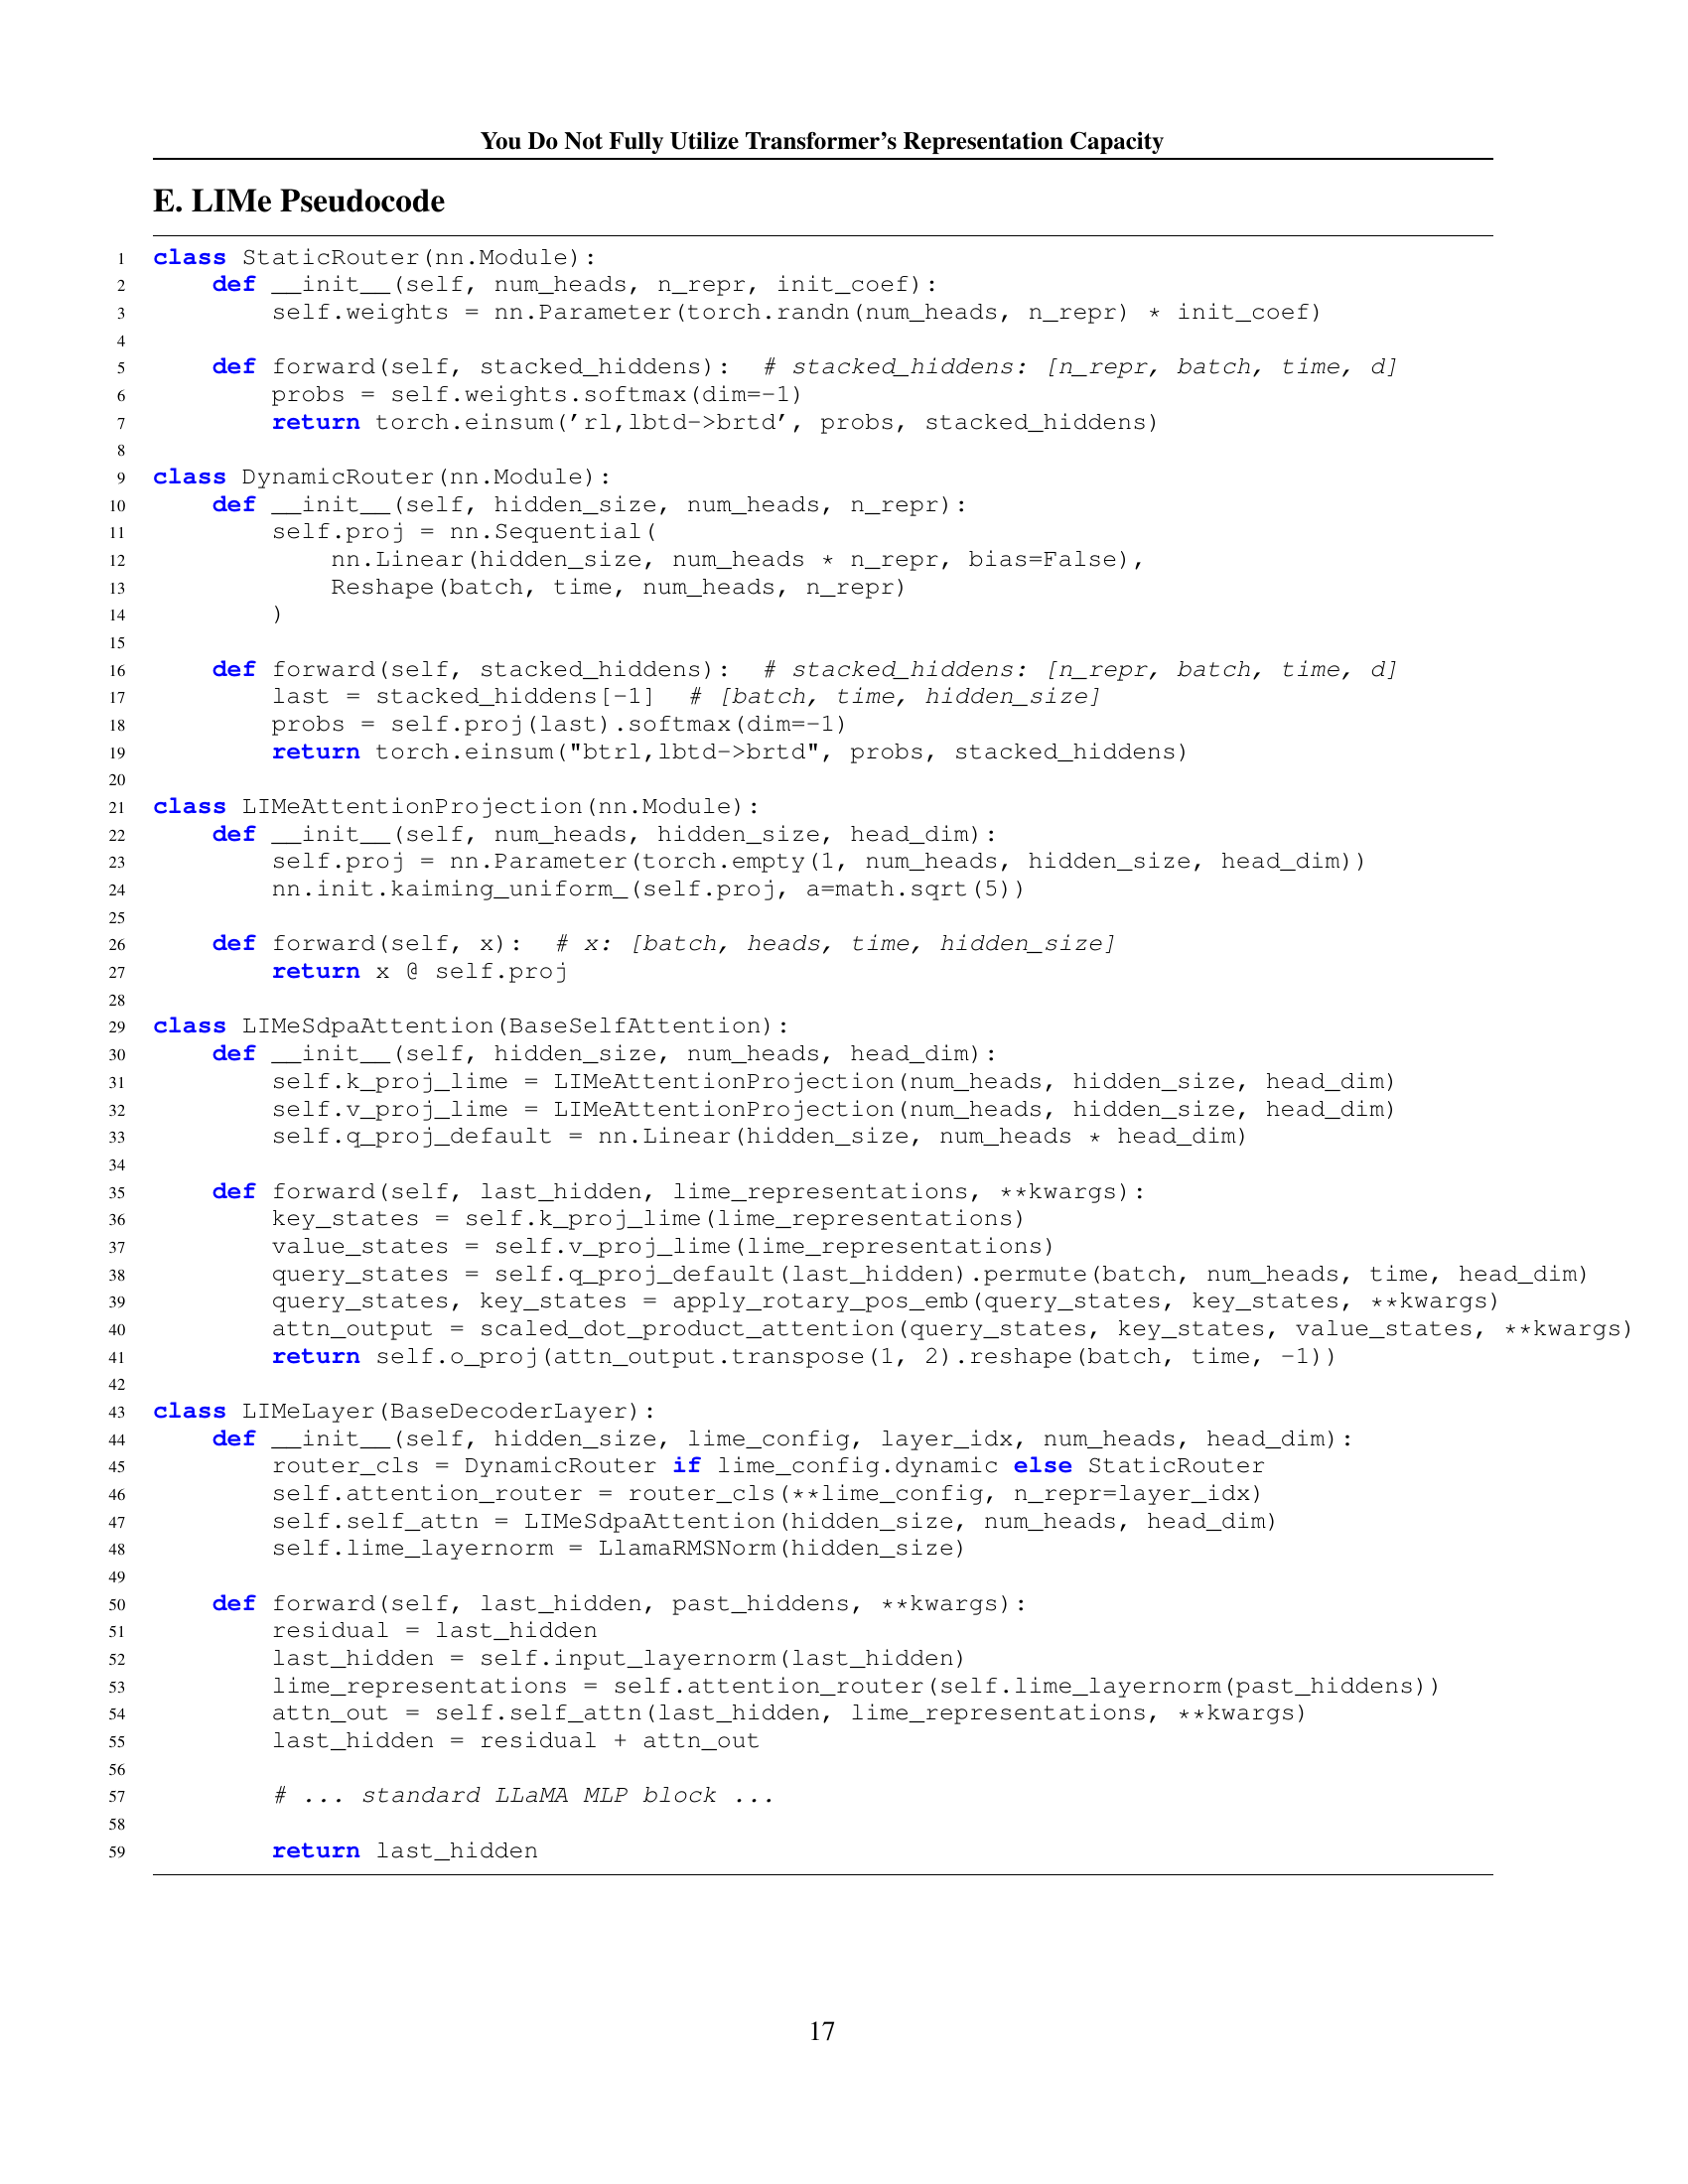 You Do Not Fully Utilize Transformer's Representation Capacity
E. LIMe Pseudocode
1 class StaticRouter(nn.Module):
2     def __init__(self, num_heads, n_repr, init_coef):
3         self.weights = nn.Parameter(torch.randn(num_heads, n_repr) * init_coef)
4
5     def forward(self, stacked_hiddens):  # stacked_hiddens: [n_repr, batch, time, d]
6         probs = self.weights.softmax(dim=-1)
7         return torch.einsum('rl,lbtd->brtd', probs, stacked_hiddens)
8
9 class DynamicRouter(nn.Module):
10     def __init__(self, hidden_size, num_heads, n_repr):
11         self.proj = nn.Sequential(
12             nn.Linear(hidden_size, num_heads * n_repr, bias=False),
13             Reshape(batch, time, num_heads, n_repr)
14         )
15
16     def forward(self, stacked_hiddens):  # stacked_hiddens: [n_repr, batch, time, d]
17         last = stacked_hiddens[-1]  # [batch, time, hidden_size]
18         probs = self.proj(last).softmax(dim=-1)
19         return torch.einsum("btrl,lbtd->brtd", probs, stacked_hiddens)
20
21 class LIMeAttentionProjection(nn.Module):
22     def __init__(self, num_heads, hidden_size, head_dim):
23         self.proj = nn.Parameter(torch.empty(1, num_heads, hidden_size, head_dim))
24         nn.init.kaiming_uniform_(self.proj, a=math.sqrt(5))
25
26     def forward(self, x):  # x: [batch, heads, time, hidden_size]
27         return x @ self.proj
28
29 class LIMeSdpaAttention(BaseSelfAttention):
30     def __init__(self, hidden_size, num_heads, head_dim):
31         self.k_proj_lime = LIMeAttentionProjection(num_heads, hidden_size, head_dim)
32         self.v_proj_lime = LIMeAttentionProjection(num_heads, hidden_size, head_dim)
33         self.q_proj_default = nn.Linear(hidden_size, num_heads * head_dim)
34
35     def forward(self, last_hidden, lime_representations, **kwargs):
36         key_states = self.k_proj_lime(lime_representations)
37         value_states = self.v_proj_lime(lime_representations)
38         query_states = self.q_proj_default(last_hidden).permute(batch, num_heads, time, head_dim)
39         query_states, key_states = apply_rotary_pos_emb(query_states, key_states, **kwargs)
40         attn_output = scaled_dot_product_attention(query_states, key_states, value_states, **kwargs)
41         return self.o_proj(attn_output.transpose(1, 2).reshape(batch, time, -1))
42
43 class LIMeLayer(BaseDecoderLayer):
44     def __init__(self, hidden_size, lime_config, layer_idx, num_heads, head_dim):
45         router_cls = DynamicRouter if lime_config.dynamic else StaticRouter
46         self.attention_router = router_cls(**lime_config, n_repr=layer_idx)
47         self.self_attn = LIMeSdpaAttention(hidden_size, num_heads, head_dim)
48         self.lime_layernorm = LlamaRMSNorm(hidden_size)
49
50     def forward(self, last_hidden, past_hiddens, **kwargs):
51         residual = last_hidden
52         last_hidden = self.input_layernorm(last_hidden)
53         lime_representations = self.attention_router(self.lime_layernorm(past_hiddens))
54         attn_out = self.self_attn(last_hidden, lime_representations, **kwargs)
55         last_hidden = residual + attn_out
56
57         # ... standard LLaMA MLP block ...
58
59         return last_hidden
17